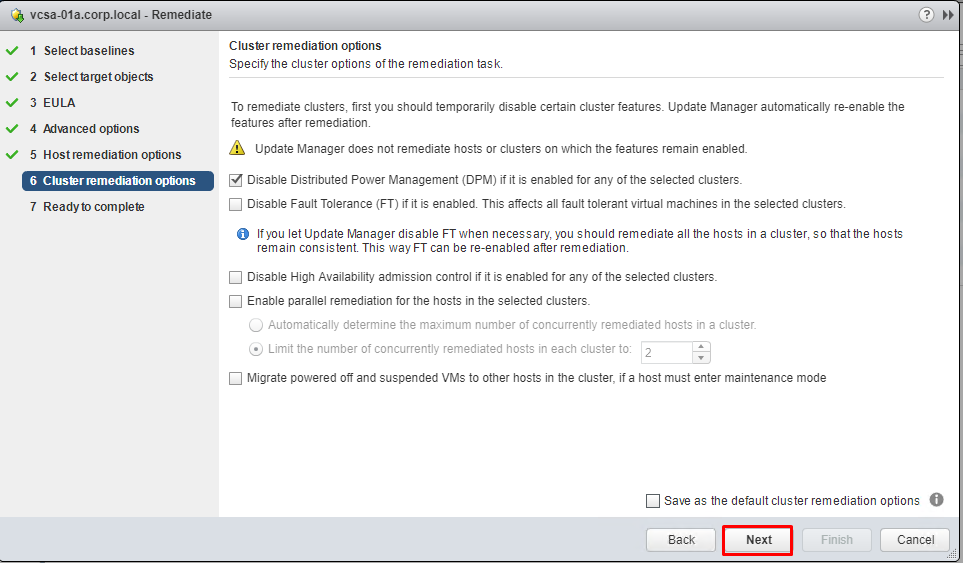 vcsa-01a.corp.local - Remediate
1 Select baselines
2 Select target objects
3 EULA
4 Advanced options
5 Host remediation options
6 Cluster remediation options
7 Ready to complete
Cluster remediation options
Specify the cluster options of the remediation task.
To remediate clusters, first you should temporarily disable certain cluster features. Update Manager automatically re-enable the
features after remediation.
Update Manager does not remediate hosts or clusters on which the features remain enabled.
Disable Distributed Power Management (DPM) if it is enabled for any of the selected clusters.
Disable Fault Tolerance (FT) if it is enabled. This affects all fault tolerant virtual machines in the selected clusters.
If you let Update Manager disable FT when necessary, you should remediate all the hosts in a cluster, so that the hosts
remain consistent. This way FT can be re-enabled after remediation.
Disable High Availability admission control if it is enabled for any of the selected clusters.
Enable parallel remediation for the hosts in the selected clusters.
Automatically determine the maximum number of concurrently remediated hosts in a cluster.
Limit the number of concurrently remediated hosts in each cluster to: 2
Migrate powered off and suspended VMs to other hosts in the cluster, if a host must enter maintenance mode
Save as the default cluster remediation options
Back Next Finish Cancel